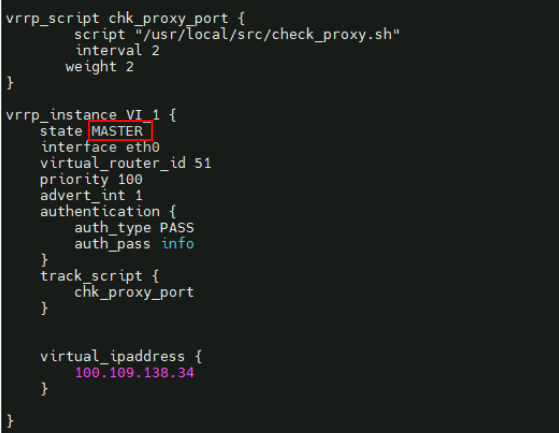 vrrp_script chk_proxy_port {
        script "/usr/local/src/check_proxy.sh"
        interval 2
       weight 2
}
vrrp_instance VI_1 {
    state MASTER
    interface eth0
    virtual_router_id 51
    priority 100
    advert_int 1
    authentication {
        auth_type PASS
        auth_pass info
    }
    track_script {
        chk_proxy_port
    }
    virtual_ipaddress {
        100.109.138.34
    }
}